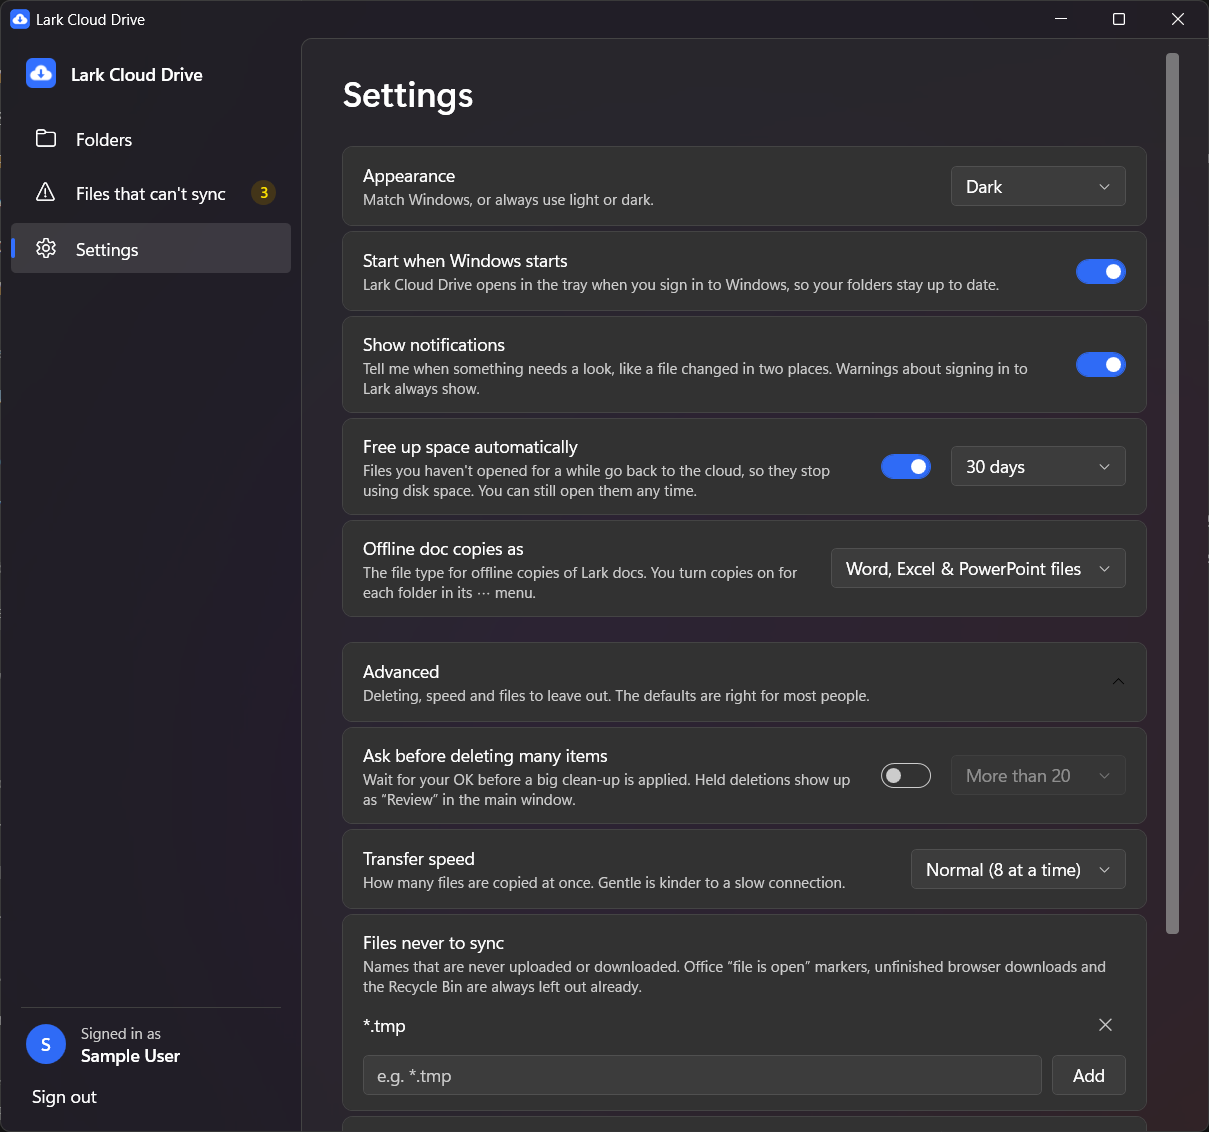 Lark Cloud Drive
Lark Cloud Drive
Folders
Files that can't sync 3
Settings
Signed in as
S
Sample User
Sign out
Settings
Appearance
Match Windows, or always use light or dark.
Dark
Start when Windows starts
Lark Cloud Drive opens in the tray when you sign in to Windows, so your folders stay up to date.
Show notifications
Tell me when something needs a look, like a file changed in two places. Warnings about signing in to
Lark always show.
Free up space automatically
Files you haven't opened for a while go back to the cloud, so they stop
using disk space. You can still open them any time.
30 days
Offline doc copies as
The file type for offline copies of Lark docs. You turn copies on for
each folder in its ··· menu.
Word, Excel & PowerPoint files
Advanced
Deleting, speed and files to leave out. The defaults are right for most people.
Ask before deleting many items
Wait for your OK before a big clean-up is applied. Held deletions show up
as “Review” in the main window.
More than 20
Transfer speed
How many files are copied at once. Gentle is kinder to a slow connection.
Normal (8 at a time)
Files never to sync
Names that are never uploaded or downloaded. Office “file is open” markers, unfinished browser downloads and
the Recycle Bin are always left out already.
*.tmp
e.g. *.tmp
Add